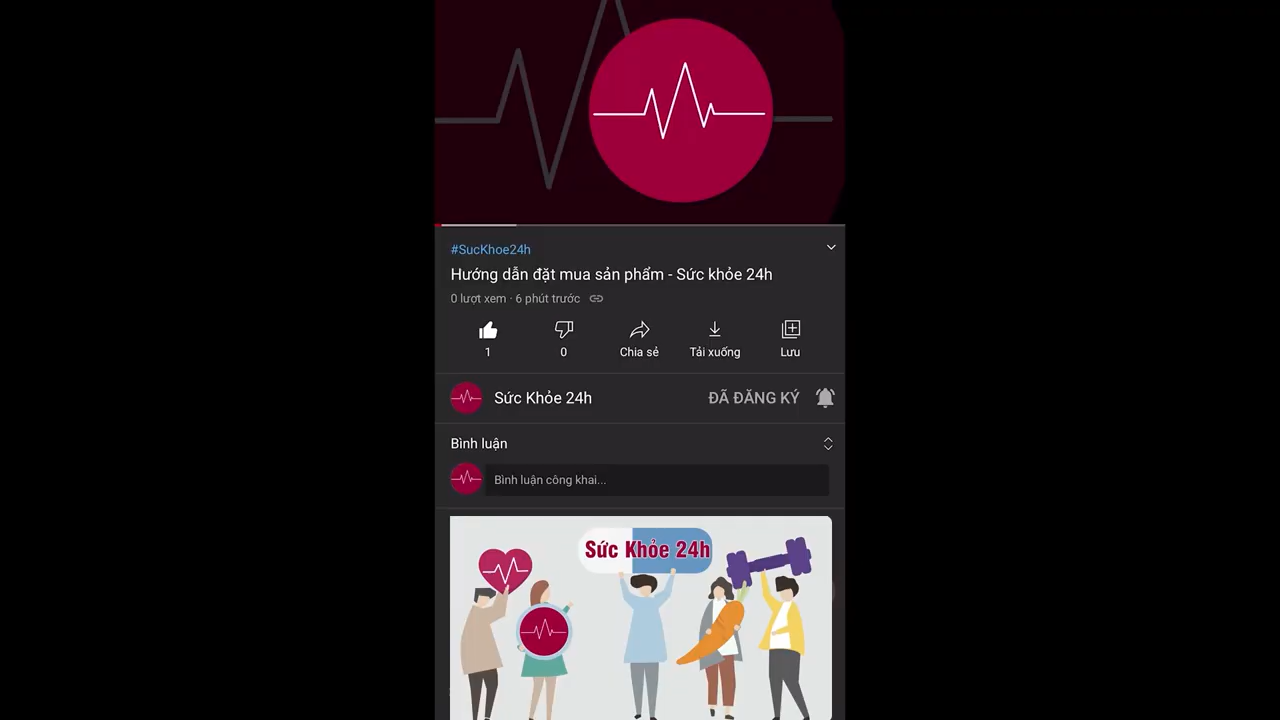 #SucKhoe24h
Hướng dẫn đặt mua sản phẩm - Sức khỏe 24h
0 lượt xem · 6 phút trước
1
0
Chia sẻ
Tải xuống
Lưu
Sức Khỏe 24h
ĐÃ ĐĂNG KÝ
Bình luận
Bình luận công khai...
Sức Khỏe 24h